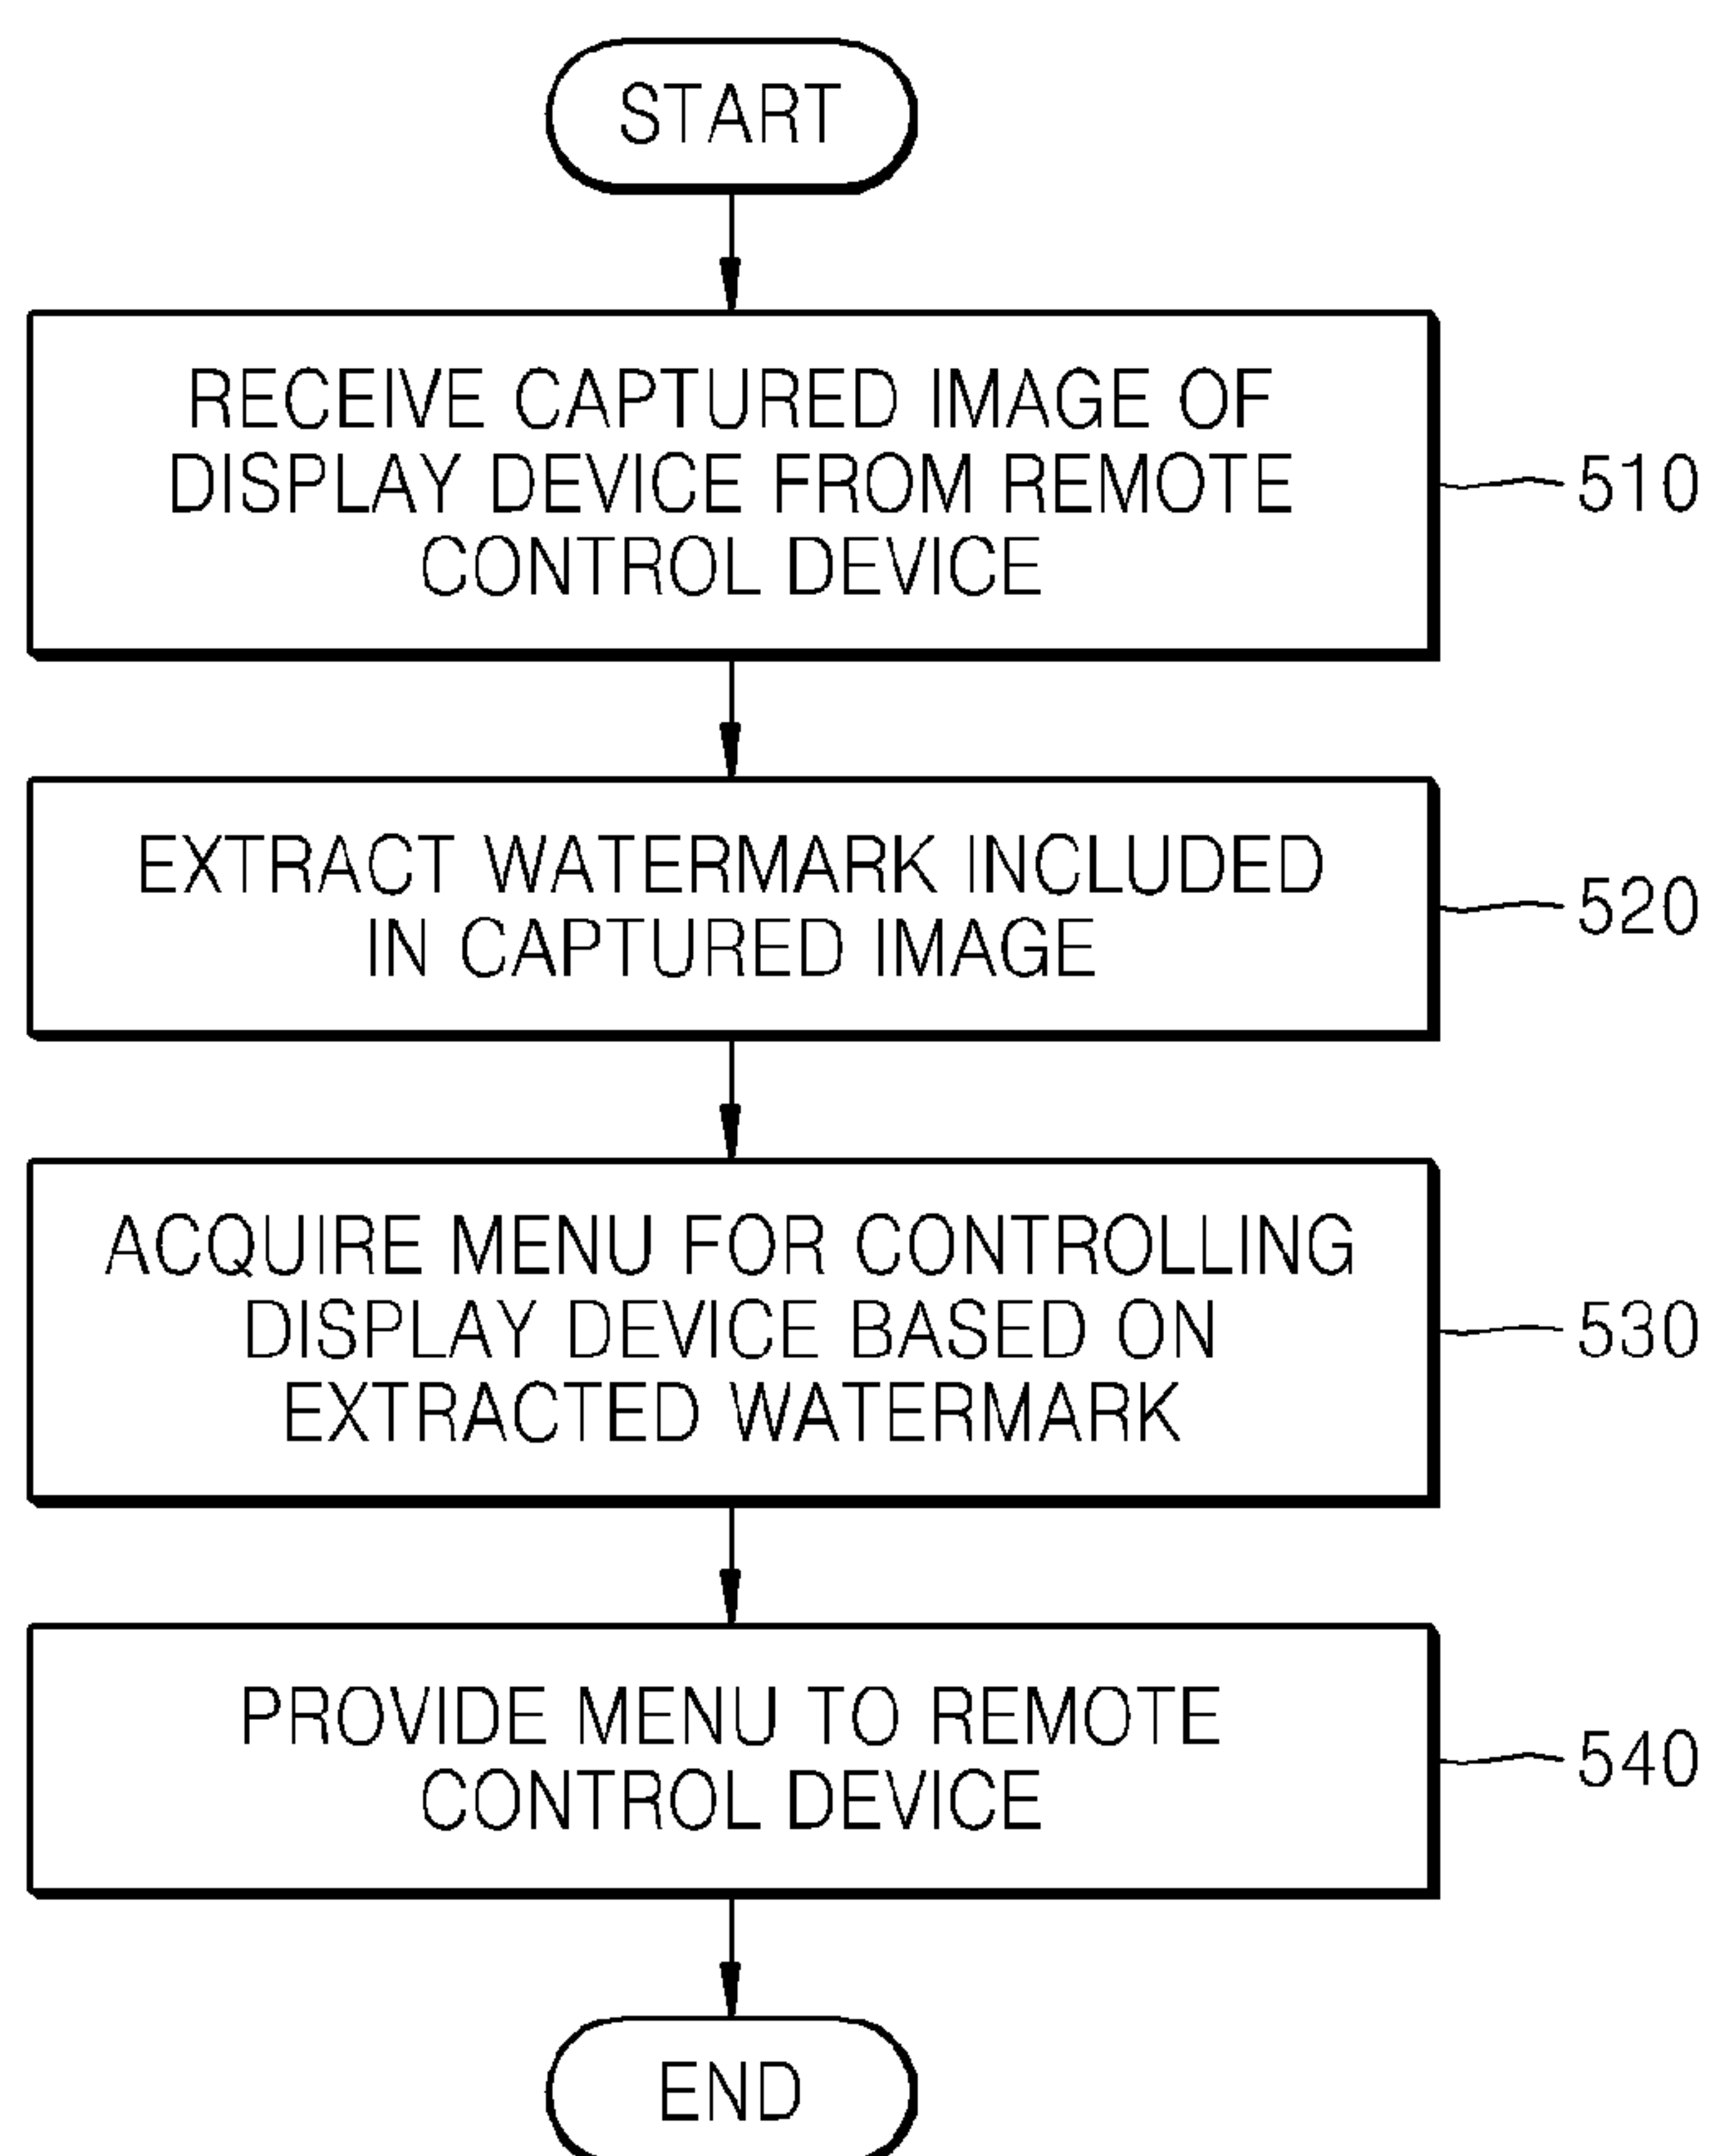 START
RECEIVE CAPTURED IMAGE OF
DISPLAY DEVICE FROM REMOTE
CONTROL DEVICE
510
EXTRACT WATERMARK INCLUDED
IN CAPTURED IMAGE
520
ACQUIRE MENU FOR CONTROLLING
DISPLAY DEVICE BASED ON
EXTRACTED WATERMARK
530
PROVIDE MENU TO REMOTE
CONTROL DEVICE
540
END